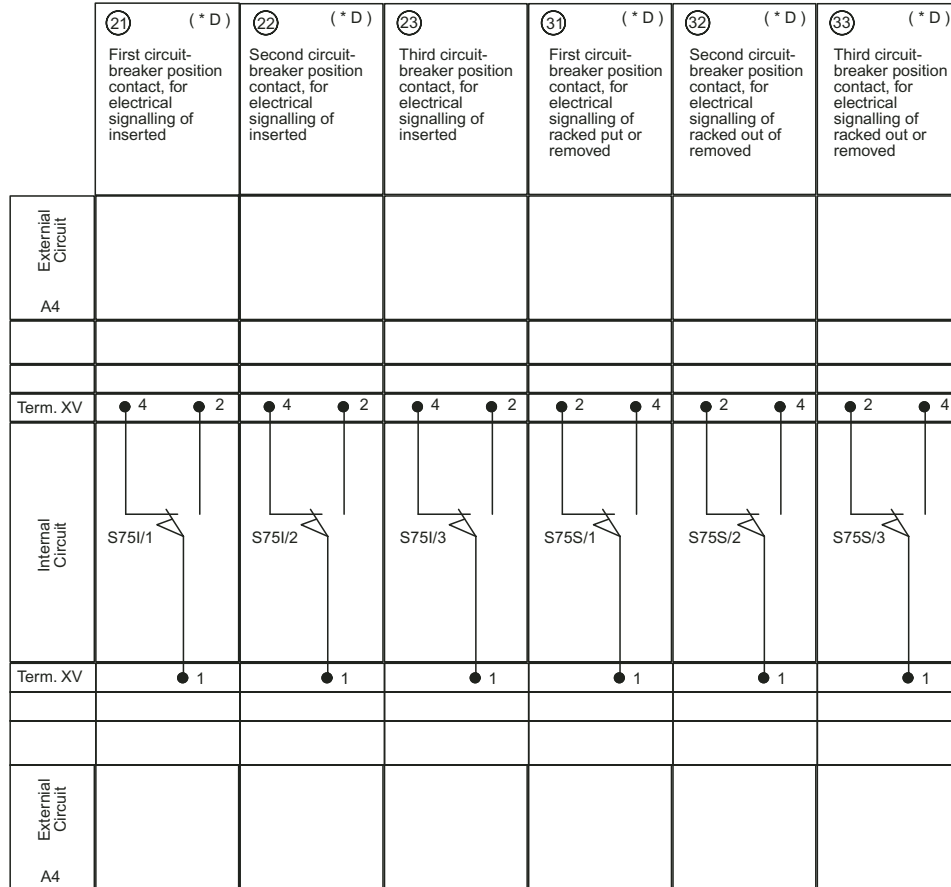 21 ( * D )
First circuit-
breaker position
contact, for
electrical
signalling of
inserted
22 ( * D )
Second circuit-
breaker position
contact, for
electrical
signalling of
inserted
23 ( * D )
Third circuit-
breaker position
contact, for
electrical
signalling of
inserted
31 ( * D )
First circuit-
breaker position
contact, for
electrical
signalling of
racked put or
removed
32 ( * D )
Second circuit-
breaker position
contact, for
electrical
signalling of
racked out of
removed
33 ( * D )
Third circuit-
breaker position
contact, for
electrical
signalling of
racked out or
removed
Externial
Circuit
A4
Term. XV 4 2 4 2 4 2 2 4 2 4 2 4
Internal
Circuit
S75I/1 S75I/2 S75I/3 S75S/1 S75S/2 S75S/3
Term. XV 1 1 1 1 1 1
Externial
Circuit
A4